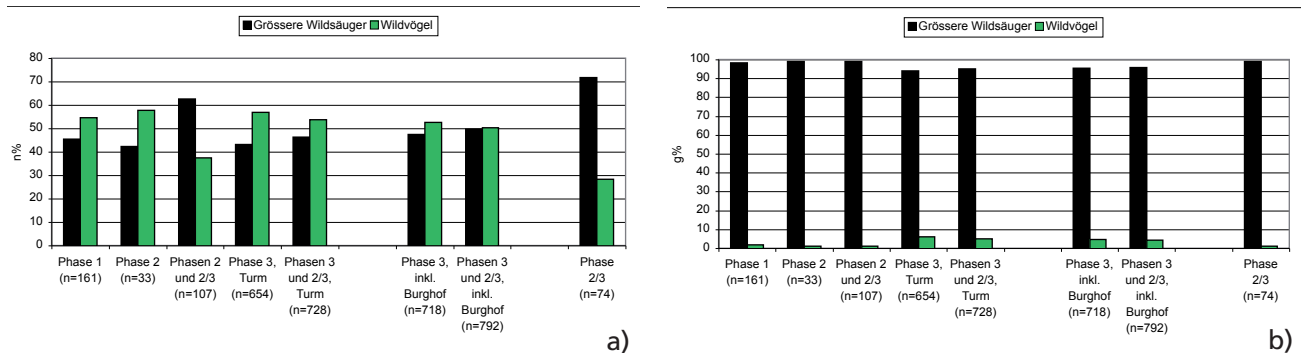 Grössere Wildsäuger Wildvögel
80
70
60
50
40
30
20
10
0
n%
Phase 1
(n=161)
Phase 2
(n=33)
Phasen 2
und 2/3
(n=107)
Phase 3,
Turm
(n=654)
Phasen 3
und 2/3,
Turm
(n=728)
Phase 3,
inkl.
Burghof
(n=718)
Phasen 3
und 2/3,
inkl.
Burghof
(n=792)
Phase
2/3
(n=74)
a)
Grössere Wildsäuger Wildvögel
100
90
80
70
60
50
40
30
20
10
0
g%
Phase 1
(n=161)
Phase 2
(n=33)
Phasen 2
und 2/3
(n=107)
Phase 3,
Turm
(n=654)
Phasen 3
und 2/3,
Turm
(n=728)
Phase 3,
inkl.
Burghof
(n=718)
Phasen 3
und 2/3,
inkl.
Burghof
(n=792)
Phase
2/3
(n=74)
b)